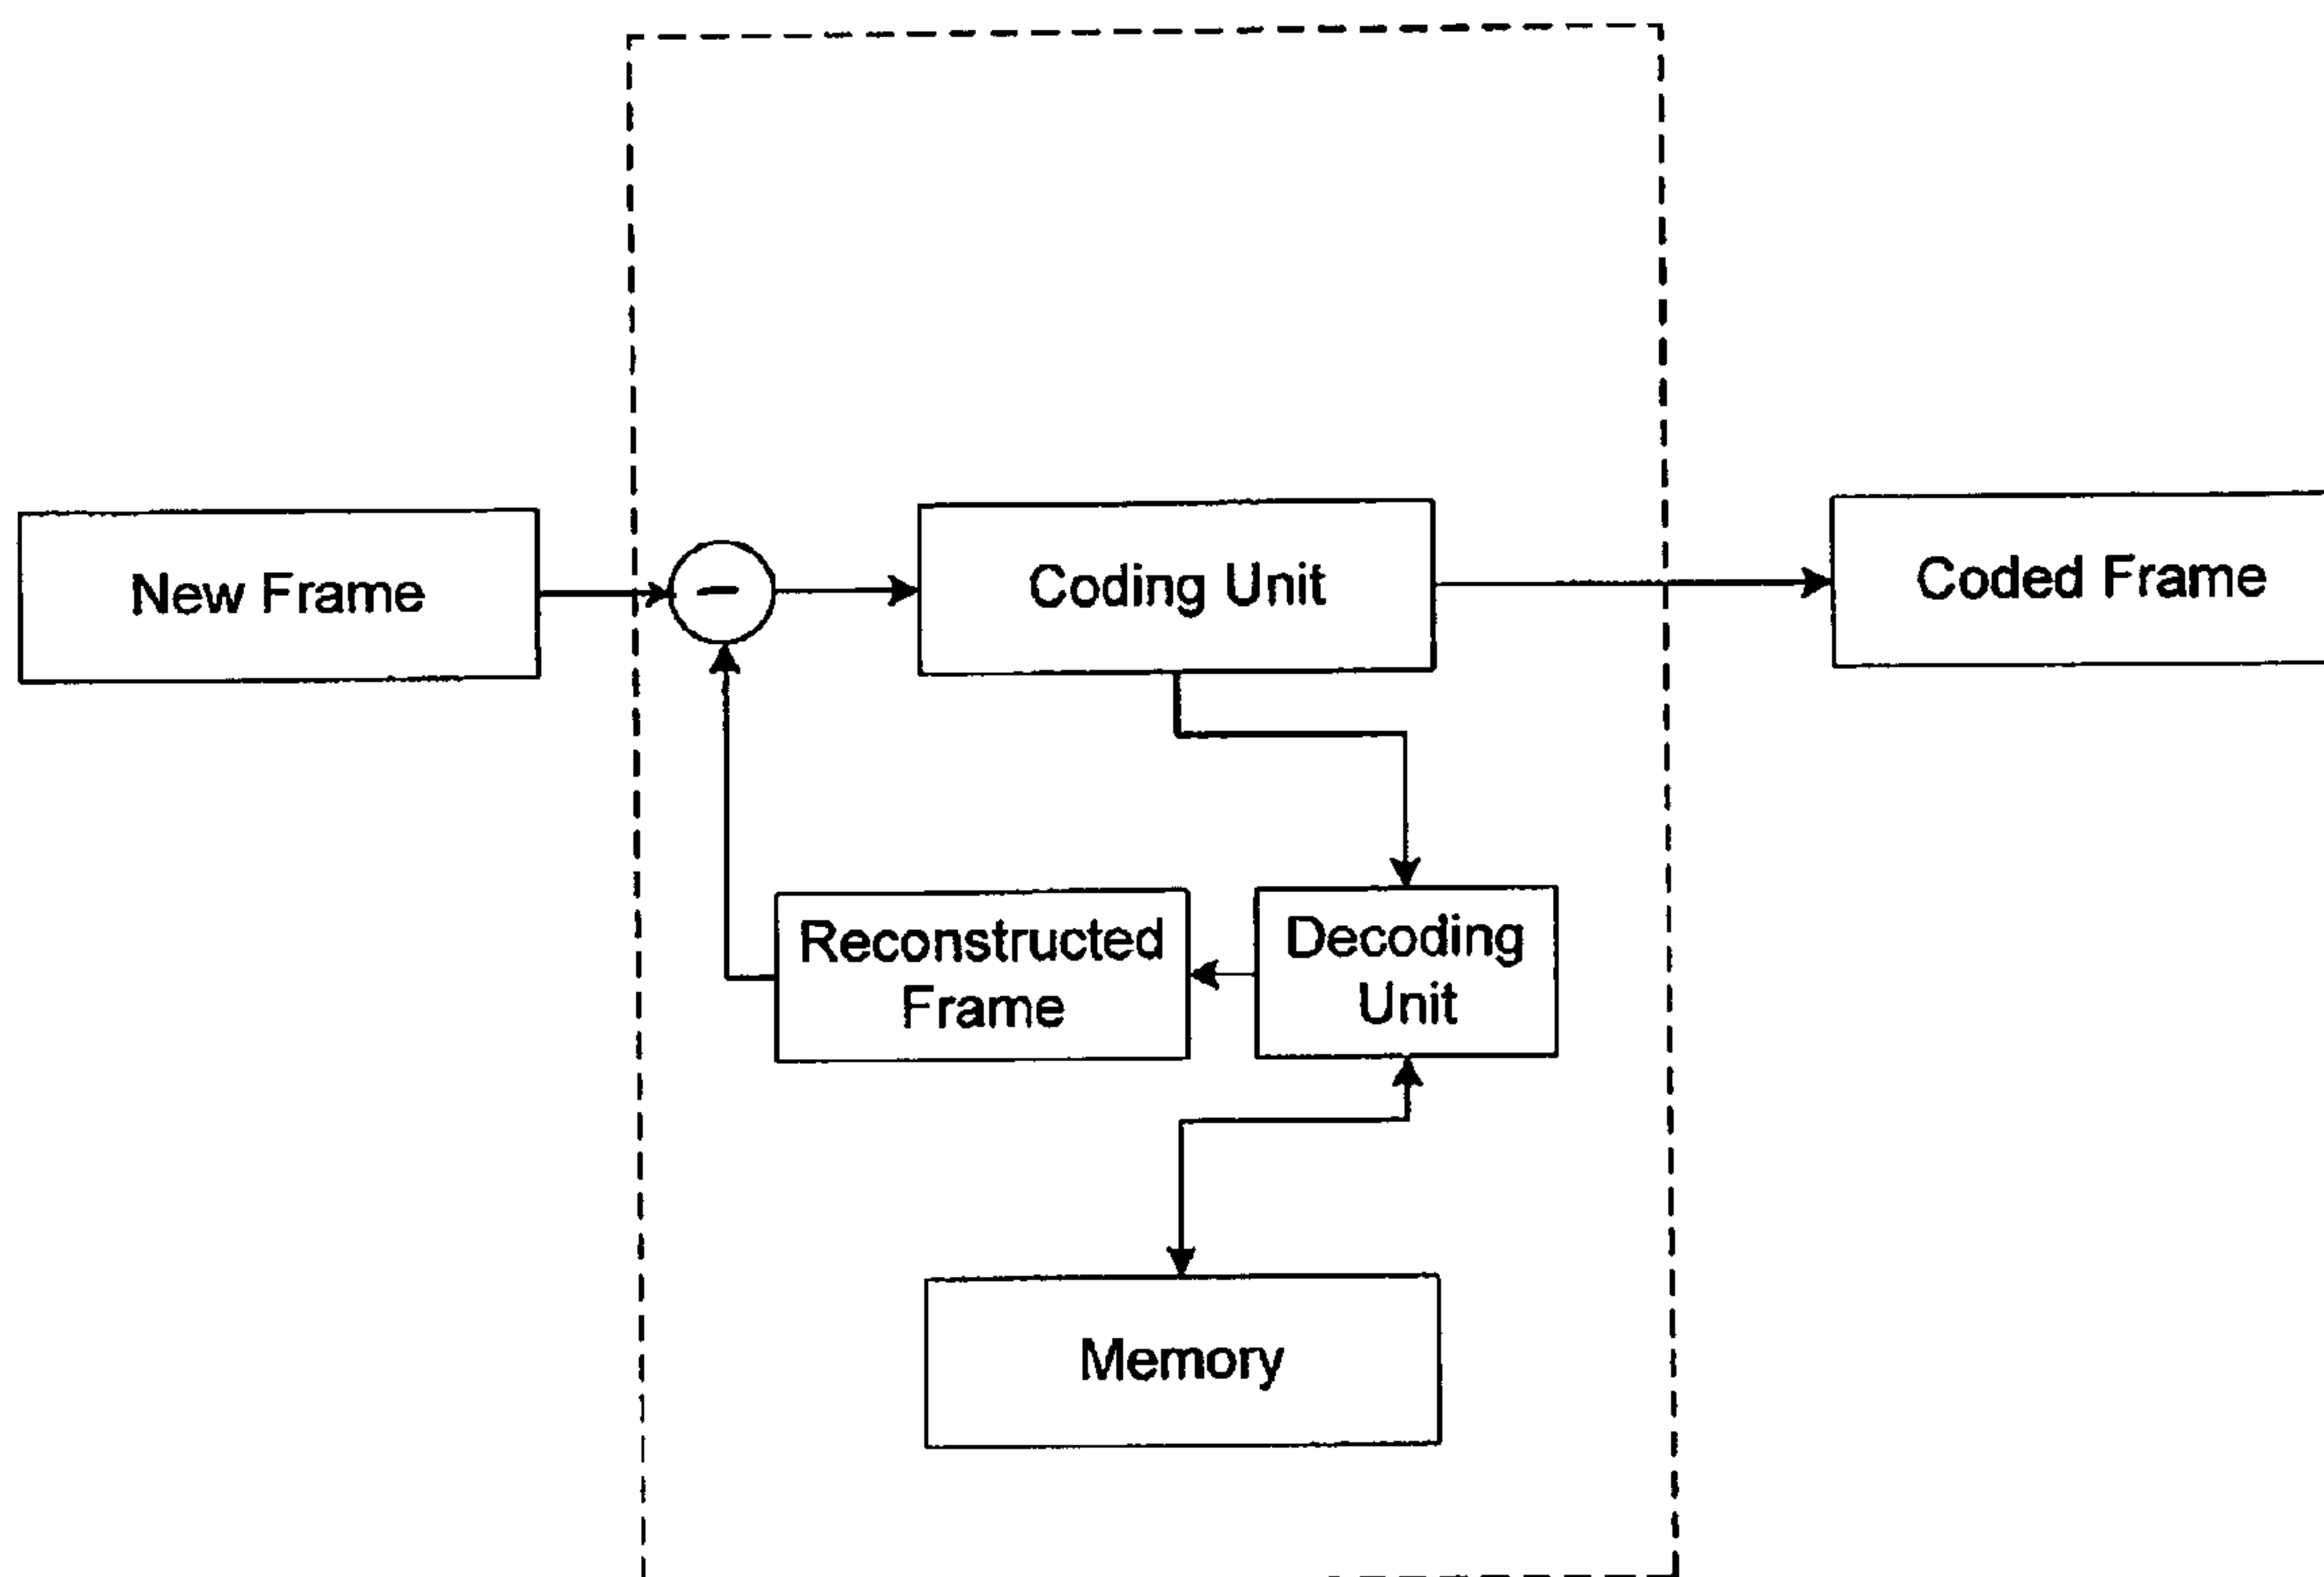 New Frame
−
Coding Unit
Coded Frame
Reconstructed
Frame
Decoding
Unit
Memory